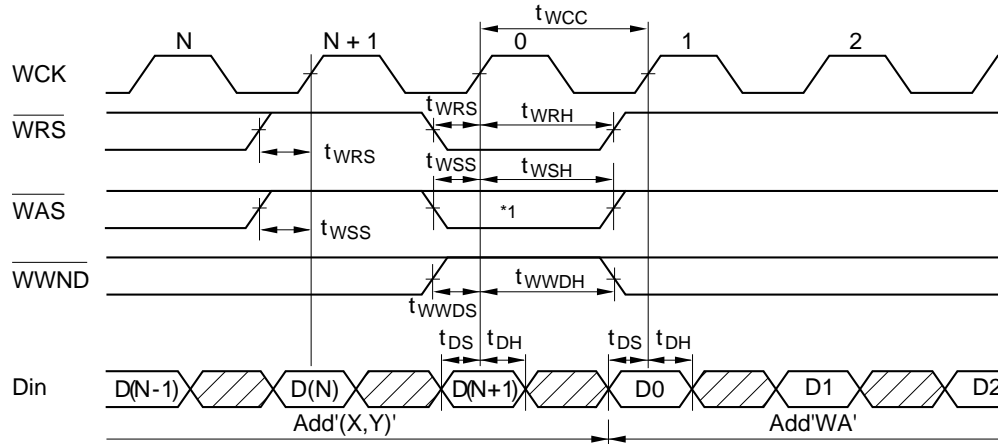 tWCC
N N + 1 0 1 2
WCK
tWRS tWRH
WRS
tWRS
tWSS tWSH
WAS *1
tWSS
WWND
tWWDH
tWWDS
tDS tDH tDS tDH
Din D(N-1) D(N) D(N+1) D0 D1 D2
Add'(X,Y)' Add'WA'